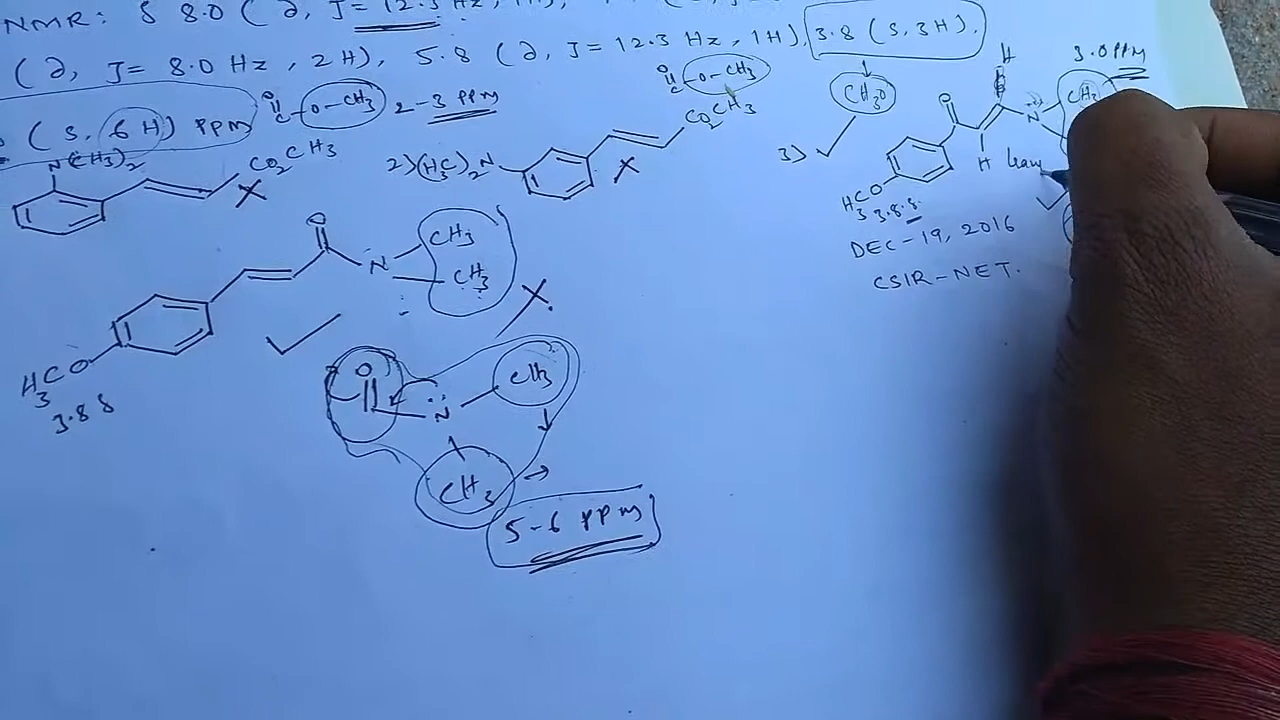 NMR: δ 8.0 (d, J= 12.3 Hz, 1H),
(d, J= 8.0 Hz, 2H), 5.8 (d, J=12.3 Hz, 1H), 3.8 (s, 3H).
(s, 6H) PPM
O
C-O-CH3 2-3 PPM
O
C-O-CH3
CH3O
H
3.0 PPM
N(CH3)2
CO2CH3
X
2) (H3C)2N
CO2CH3
X
3)
O
N
CH3
H
H3CO
3.8 δ
DEC-19, 2016
CSIR-NET.
O
N
CH3
CH3
H3CO
3.8 δ
X
O
C
N
CH3
CH3
5-6 PPM